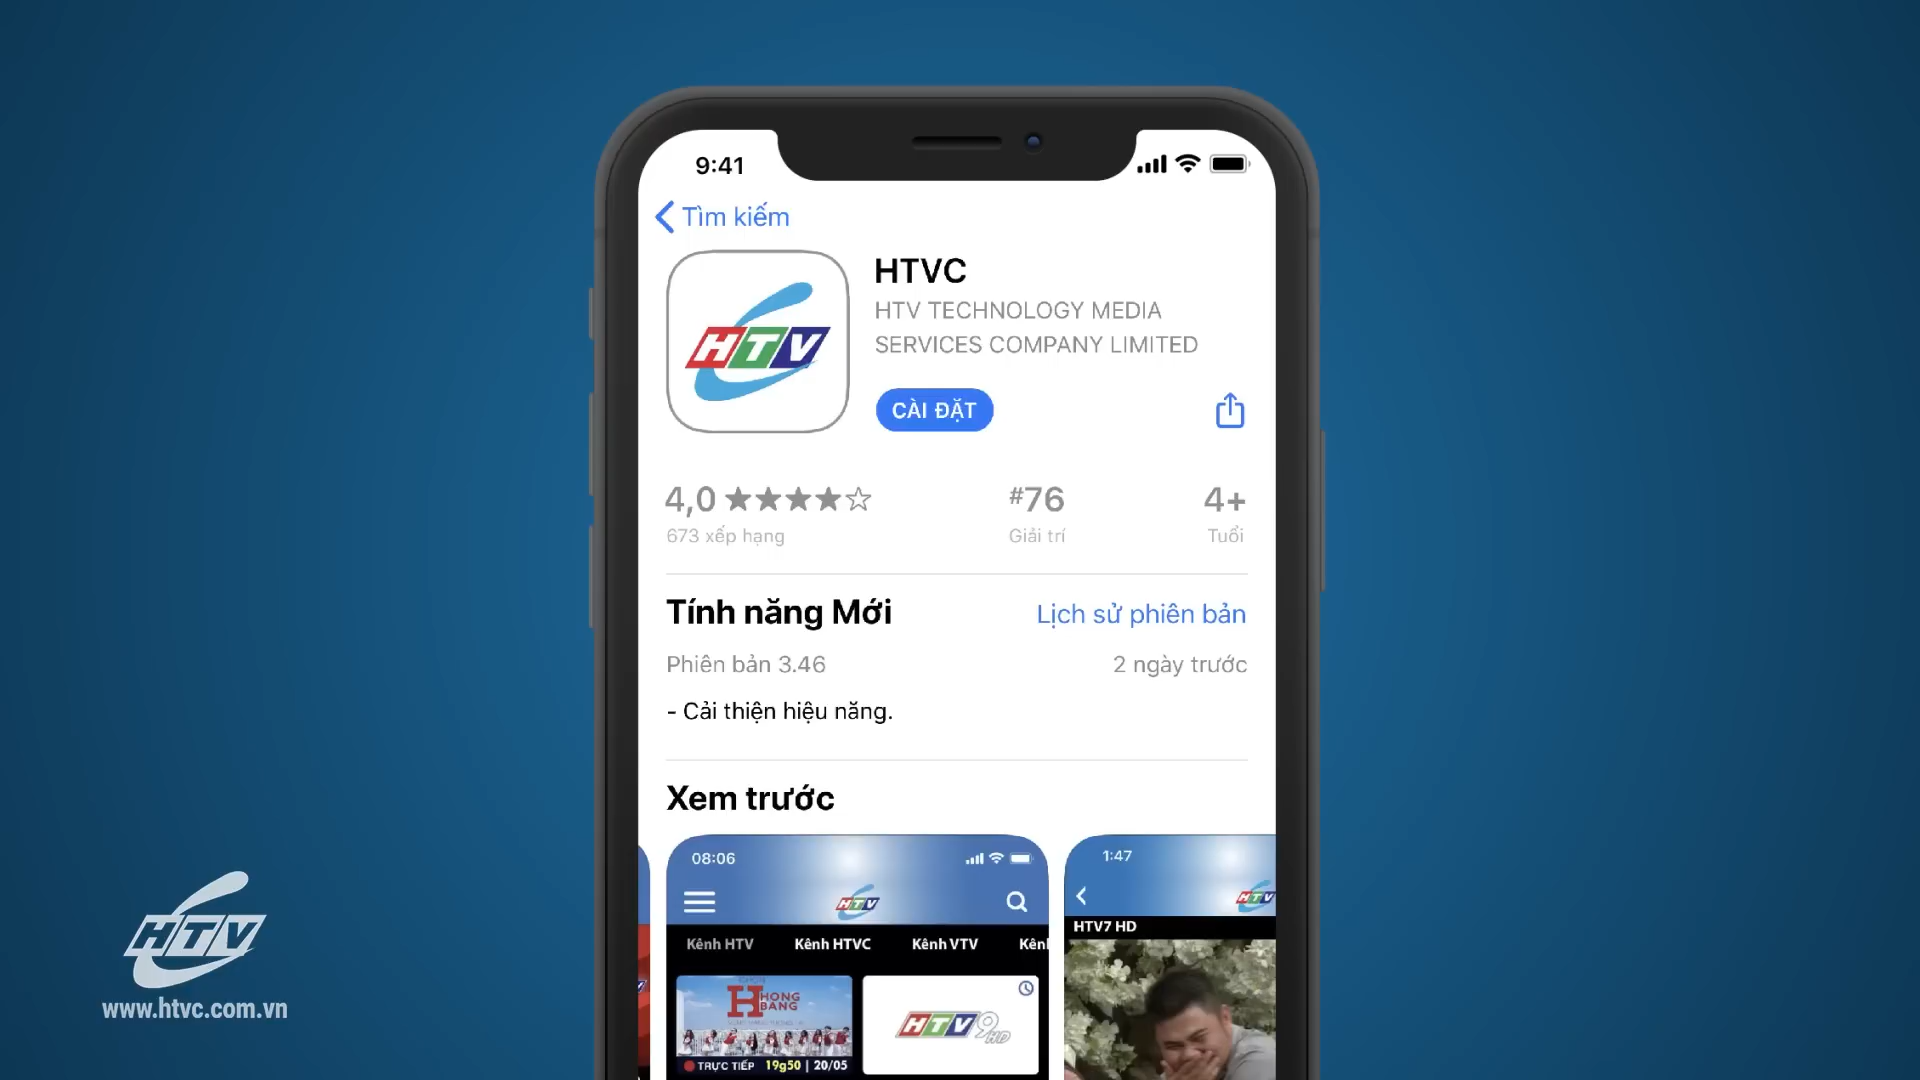 9:41
Tìm kiếm
HTV
HTVC
HTV TECHNOLOGY MEDIA
SERVICES COMPANY LIMITED
CÀI ĐẶT
4,0
673 xếp hạng
#76
Giải trí
4+
Tuổi
Tính năng Mới
Lịch sử phiên bản
Phiên bản 3.46
2 ngày trước
- Cải thiện hiệu năng.
Xem trước
08:06
HTV
Kênh HTV
Kênh HTVC
Kênh VTV
HONG
BANG
TRỰC TIẾP 19g50 | 20/05
HTV9 HD
1:47
HTV
HTV7 HD
HTV
www.htvc.com.vn